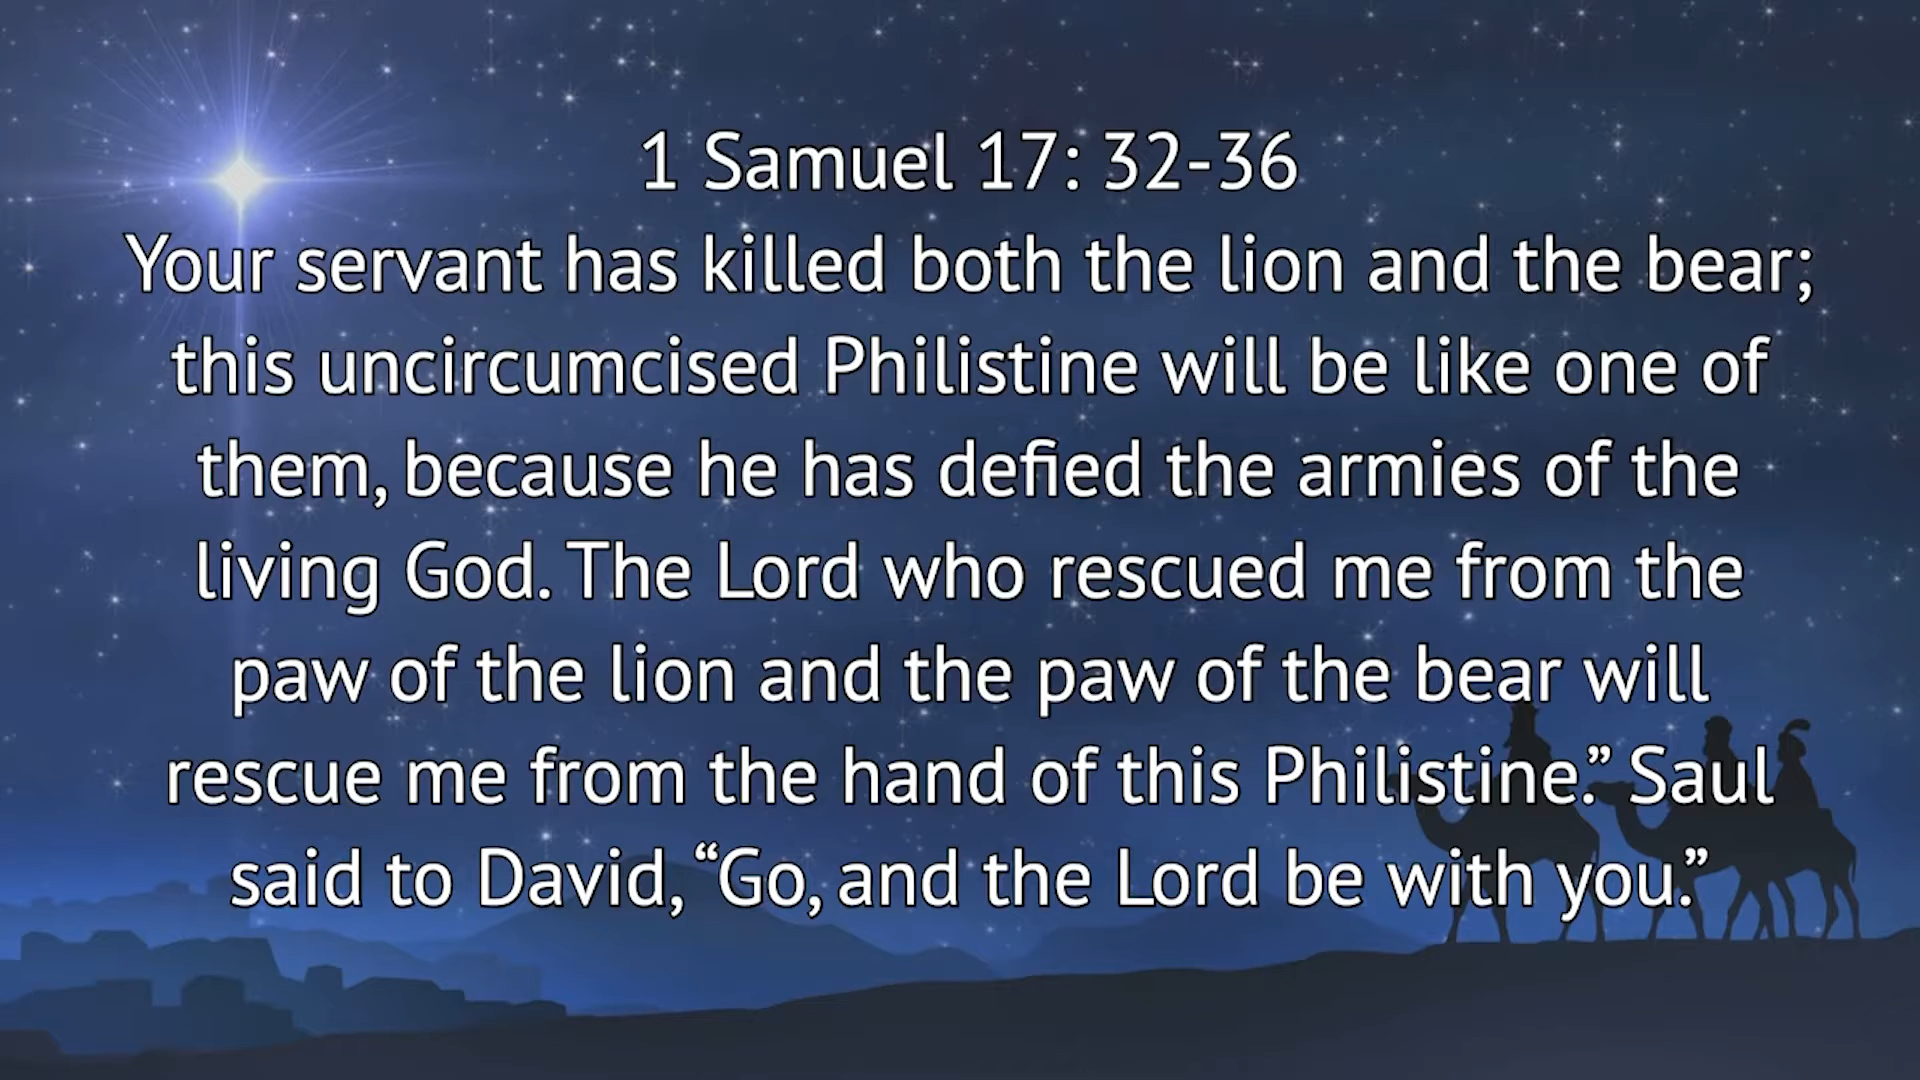 1 Samuel 17: 32-36
Your servant has killed both the lion and the bear;
this uncircumcised Philistine will be like one of
them, because he has defied the armies of the
living God. The Lord who rescued me from the
paw of the lion and the paw of the bear will
rescue me from the hand of this Philistine.” Saul
said to David, “Go, and the Lord be with you.”